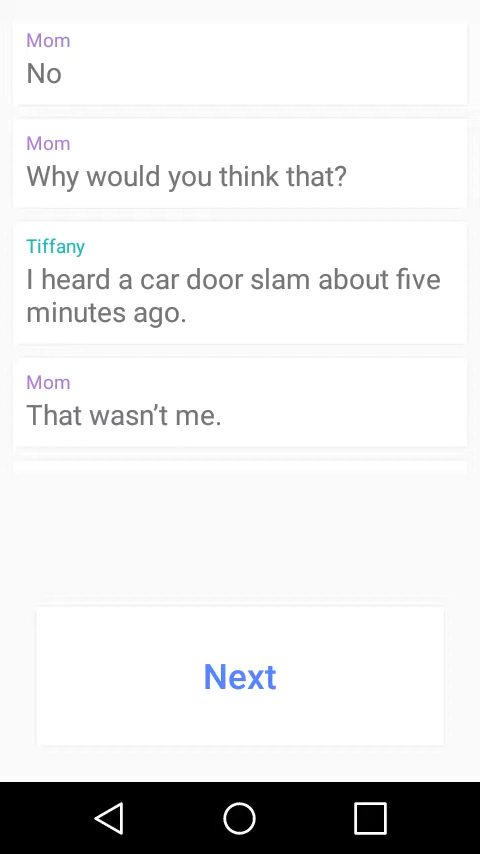 Mom
No
Mom
Why would you think that?
Tiffany
I heard a car door slam about five
minutes ago.
Mom
That wasn’t me.
Next